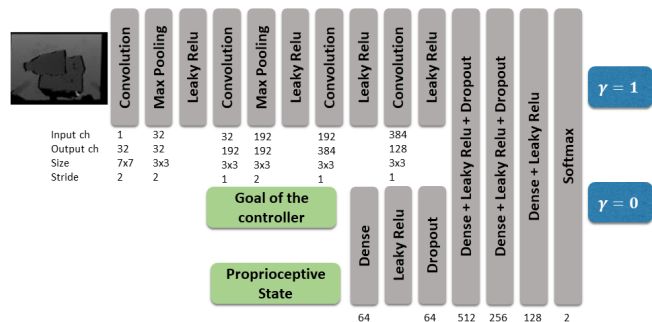 Convolution
Max Pooling
Leaky Relu
Convolution
Max Pooling
Leaky Relu
Convolution
Leaky Relu
Convolution
Leaky Relu
Dense + Leaky Relu + Dropout
Dense + Leaky Relu + Dropout
Dense + Leaky Relu
Softmax
γ = 1
Input ch 1 32 32 192 192 384
Output ch 32 32 192 192 384 128
Size 7x7 3x3 3x3 3x3 3x3 3x3
Stride 2 2 1 2 1 1
Goal of the
controller
γ = 0
Dense
Leaky Relu
Dropout
Proprioceptive
State
64 64 512 256 128 2